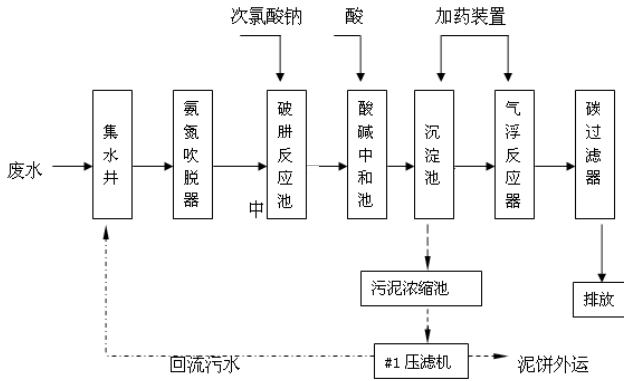 次氯酸钠
酸
加药装置
废水
集水井
氨氮吹脱器
破肼反应池
中
酸碱中和池
沉淀池
气浮反应器
碳过滤器
污泥浓缩池
排放
回流污水
#1压滤机
泥饼外运